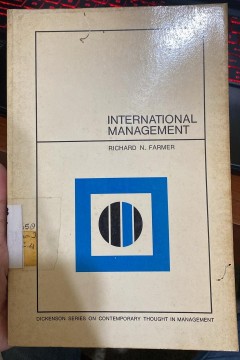 INTERNATIONAL
MANAGEMENT
RICHARD N. FARMER
DICKENSON SERIES ON CONTEMPORARY THOUGHT IN MANAGEMENT